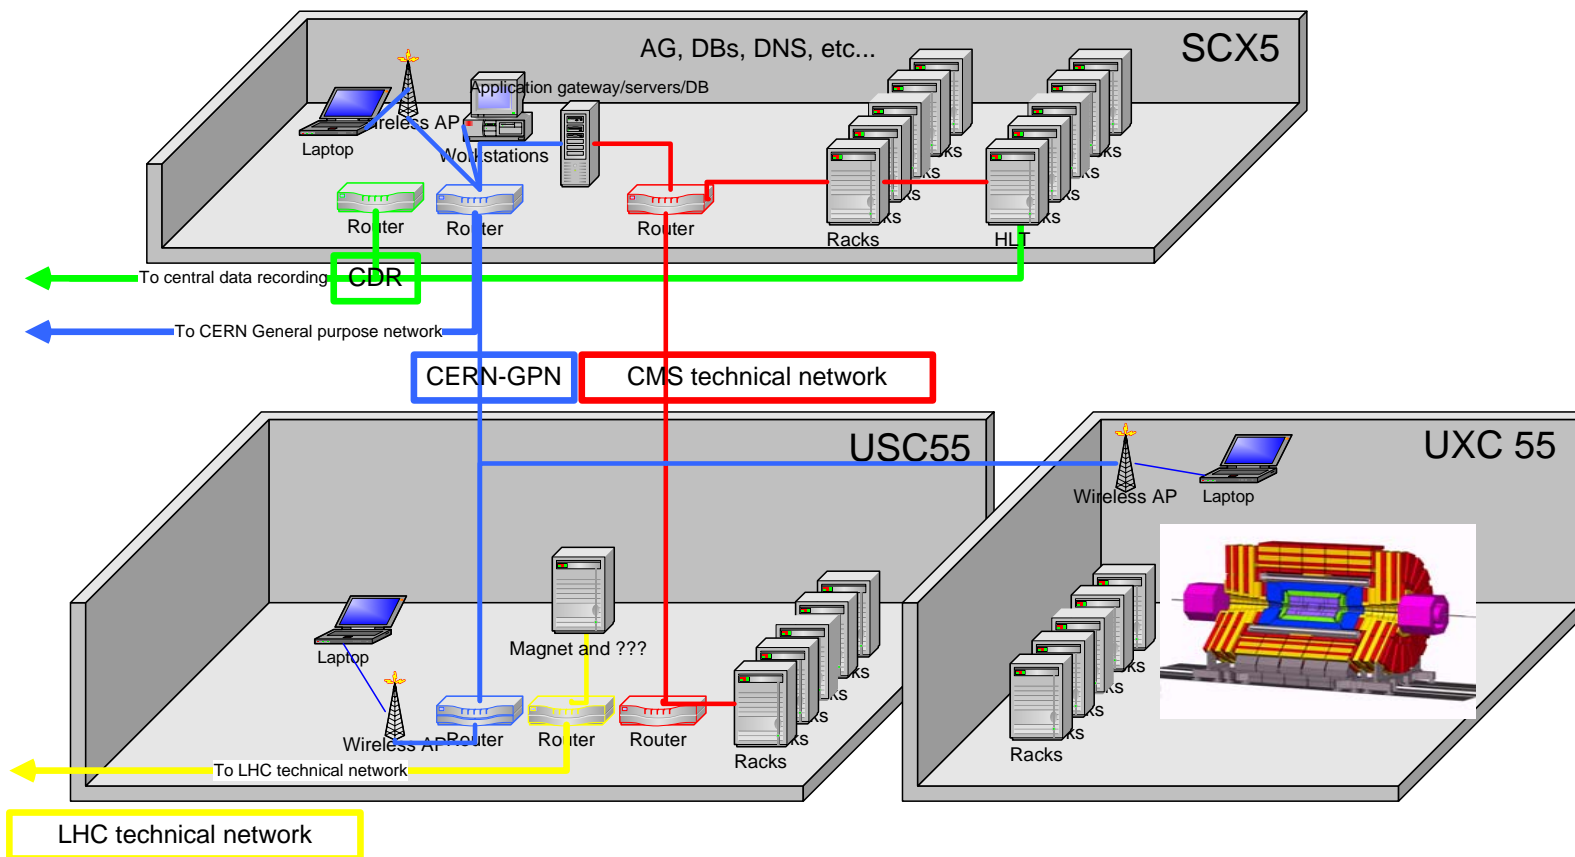 AG, DBs, DNS, etc...
SCX5
Application gateway/servers/DB
Wireless AP
Laptop
Workstations
Router
Router
Router
Racks
HLT
To central data recording
CDR
To CERN General purpose network
CERN-GPN
CMS technical network
USC55
UXC 55
Wireless AP
Laptop
Magnet and ???
Laptop
Wireless AP
Router
Router
Router
Racks
Racks
To LHC technical network
LHC technical network